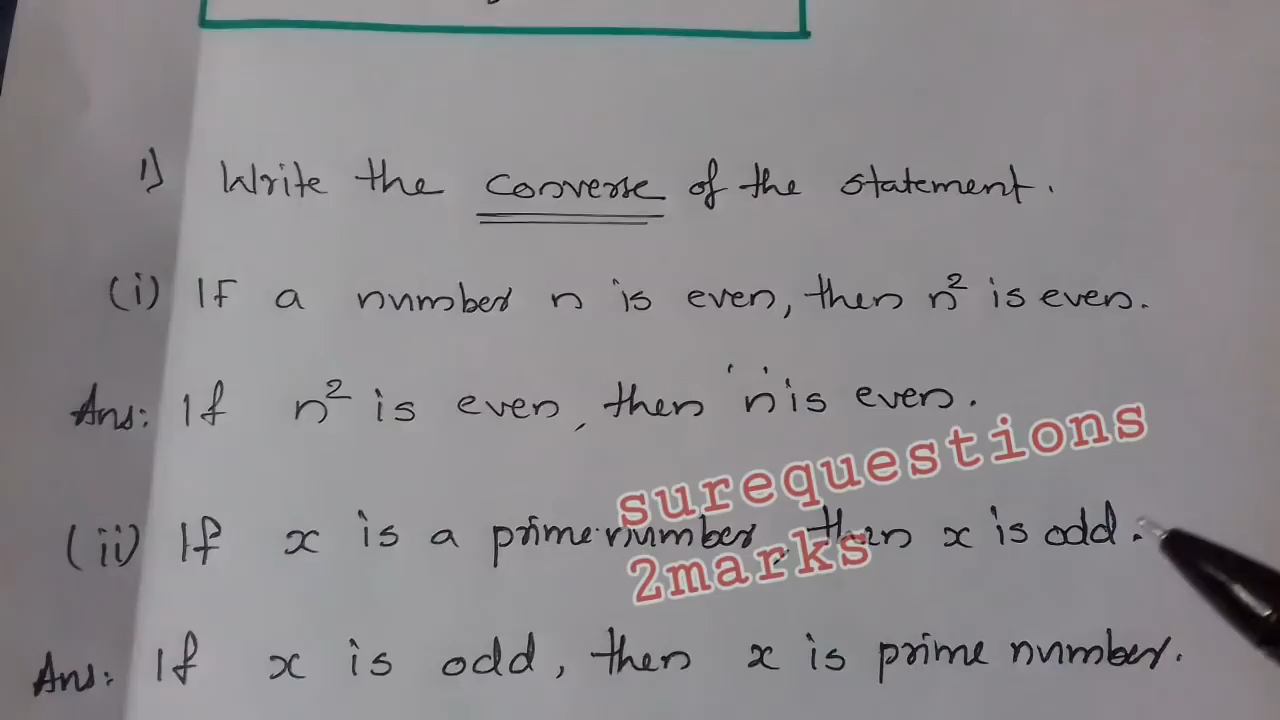 1) Write the converse of the statement.
(i) If a number n is even, then n² is even.
Ans: If n² is even, then 'n' is even.
surequestions
(ii) If x is a prime number, then x is odd.
2marks
Ans: If x is odd, then x is prime number.